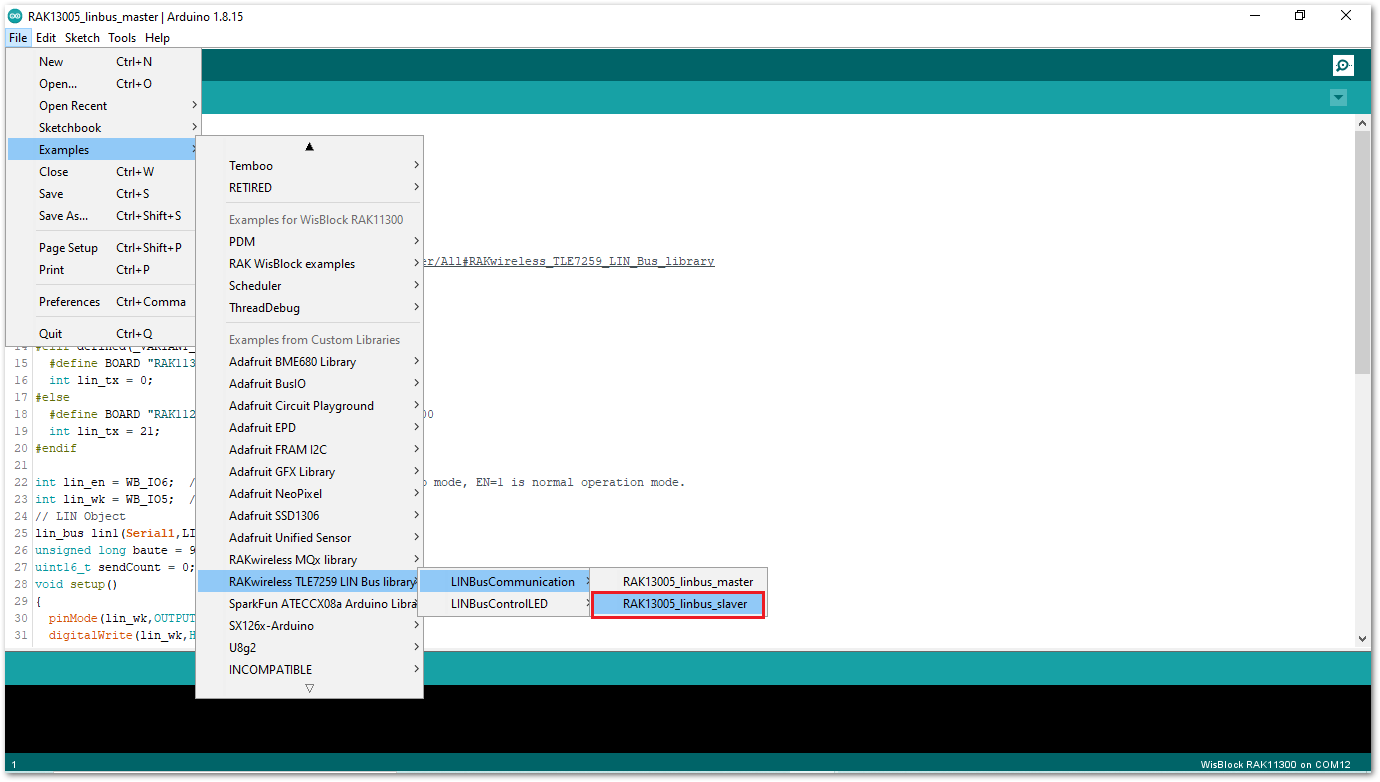 RAK13005_linbus_master | Arduino 1.8.15
File Edit Sketch Tools Help
New Ctrl+N
Open... Ctrl+O
Open Recent
Sketchbook
Examples
Close Ctrl+W
Save Ctrl+S
Save As... Ctrl+Shift+S
Page Setup Ctrl+Shift+P
Print Ctrl+P
Preferences Ctrl+Comma
Quit Ctrl+Q
Temboo
RETIRED
Examples for WisBlock RAK11300
PDM
RAK WisBlock examples
Scheduler
ThreadDebug
Examples from Custom Libraries
Adafruit BME680 Library
Adafruit BusIO
Adafruit Circuit Playground
Adafruit EPD
Adafruit FRAM I2C
Adafruit GFX Library
Adafruit NeoPixel
Adafruit SSD1306
Adafruit Unified Sensor
RAKwireless MQx library
RAKwireless TLE7259 LIN Bus library
SparkFun ATECCX08a Arduino Libra
SX126x-Arduino
U8g2
INCOMPATIBLE
LINBusCommunication
LINBusControlLED
RAK13005_linbus_master
RAK13005_linbus_slaver
er/All#RAKwireless_TLE7259_LIN_Bus_library
15 #define BOARD "RAK113
16 int lin_tx = 0;
17 #else
18 #define BOARD "RAK112 00
19 int lin_tx = 21;
20 #endif
21
22 int lin_en = WB_IO6; / p mode, EN=1 is normal operation mode.
23 int lin_wk = WB_IO5; /
24 // LIN Object
25 lin_bus lin1(Serial1,LI
26 unsigned long baute = 9
27 uint16_t sendCount = 0;
28 void setup()
29 {
30 pinMode(lin_wk,OUTPUT
31 digitalWrite(lin_wk,H
1
WisBlock RAK11300 on COM12